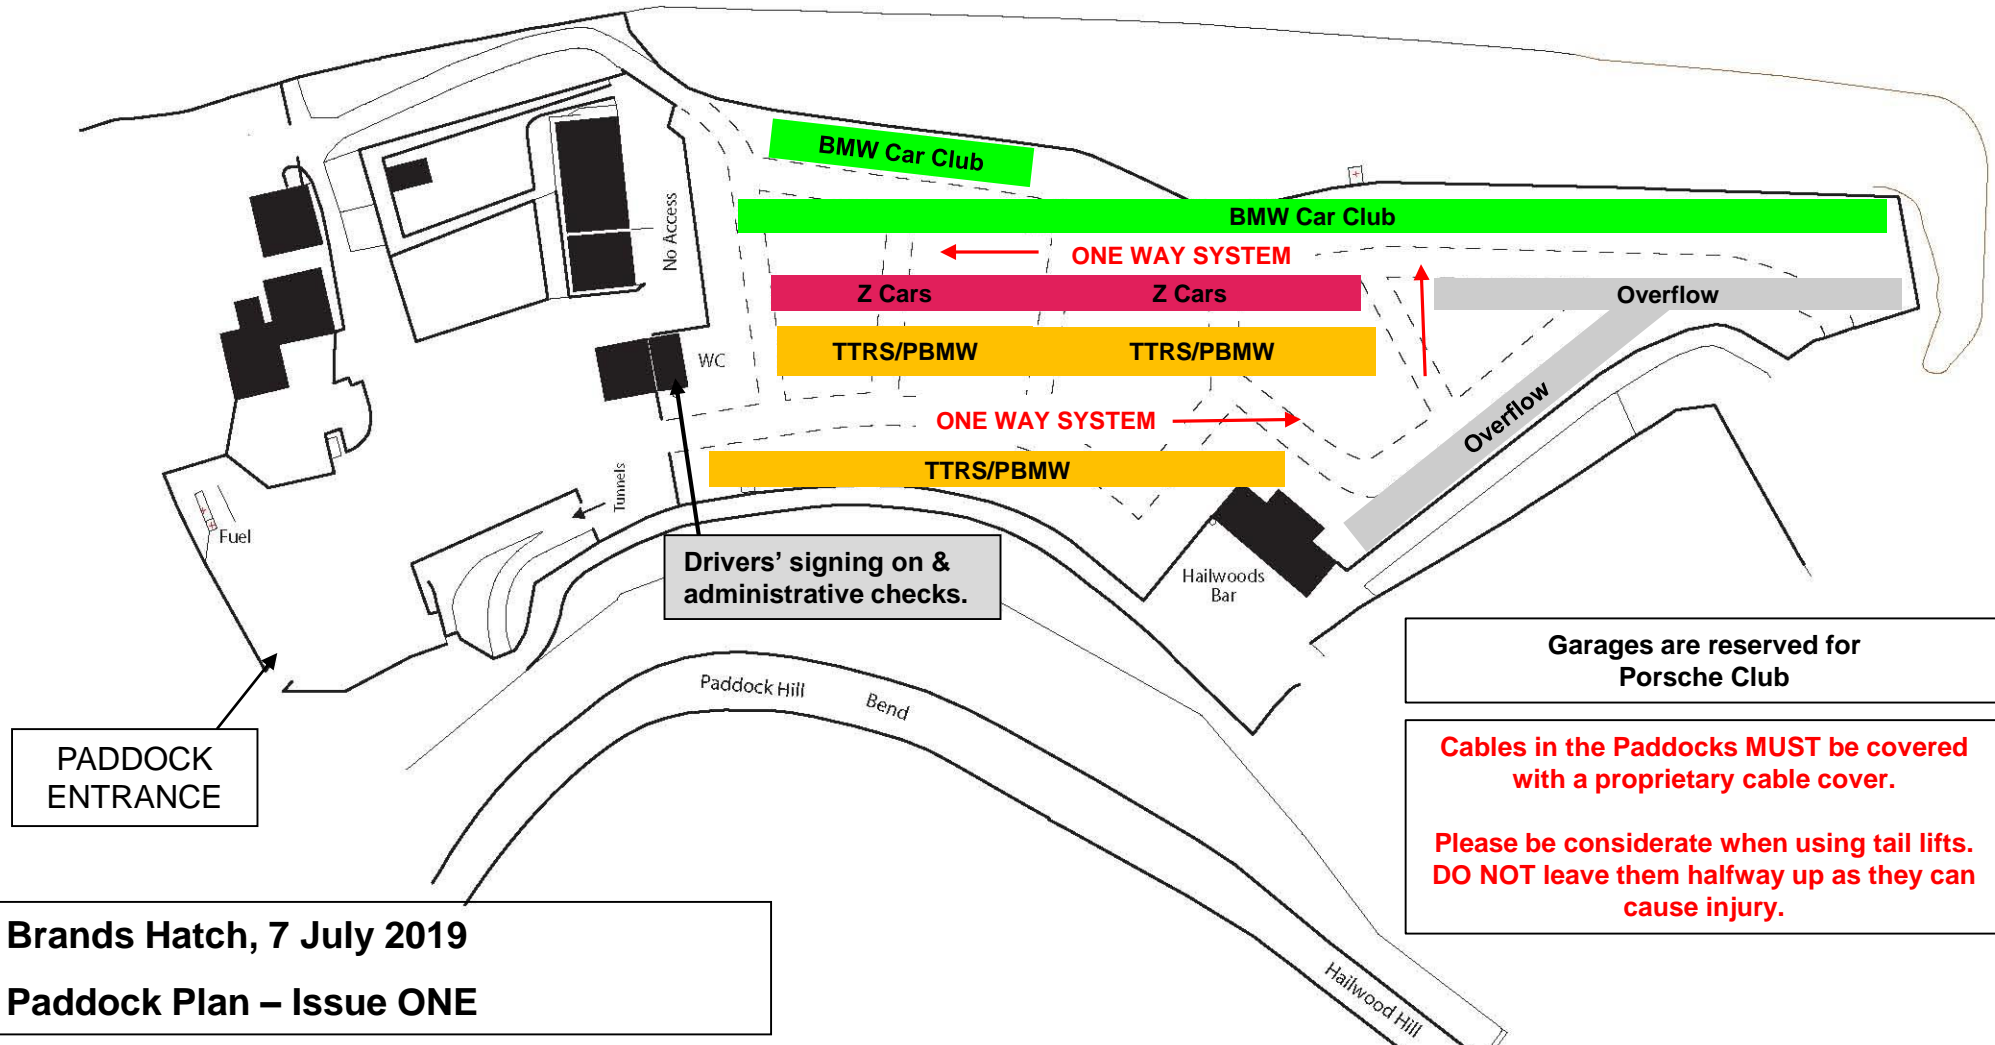 BMW Car Club
BMW Car Club
No Access
ONE WAY SYSTEM
Z Cars
Z Cars
Overflow
WC
TTRS/PBMW
TTRS/PBMW
Overflow
ONE WAY SYSTEM
TTRS/PBMW
Tunnels
Fuel
Drivers’ signing on &
administrative checks.
Hailwoods
Bar
Garages are reserved for
Porsche Club
Paddock Hill Bend
PADDOCK
ENTRANCE
Cables in the Paddocks MUST be covered
with a proprietary cable cover.
Please be considerate when using tail lifts.
DO NOT leave them halfway up as they can
cause injury.
Brands Hatch, 7 July 2019
Paddock Plan – Issue ONE
Hailwood Hill